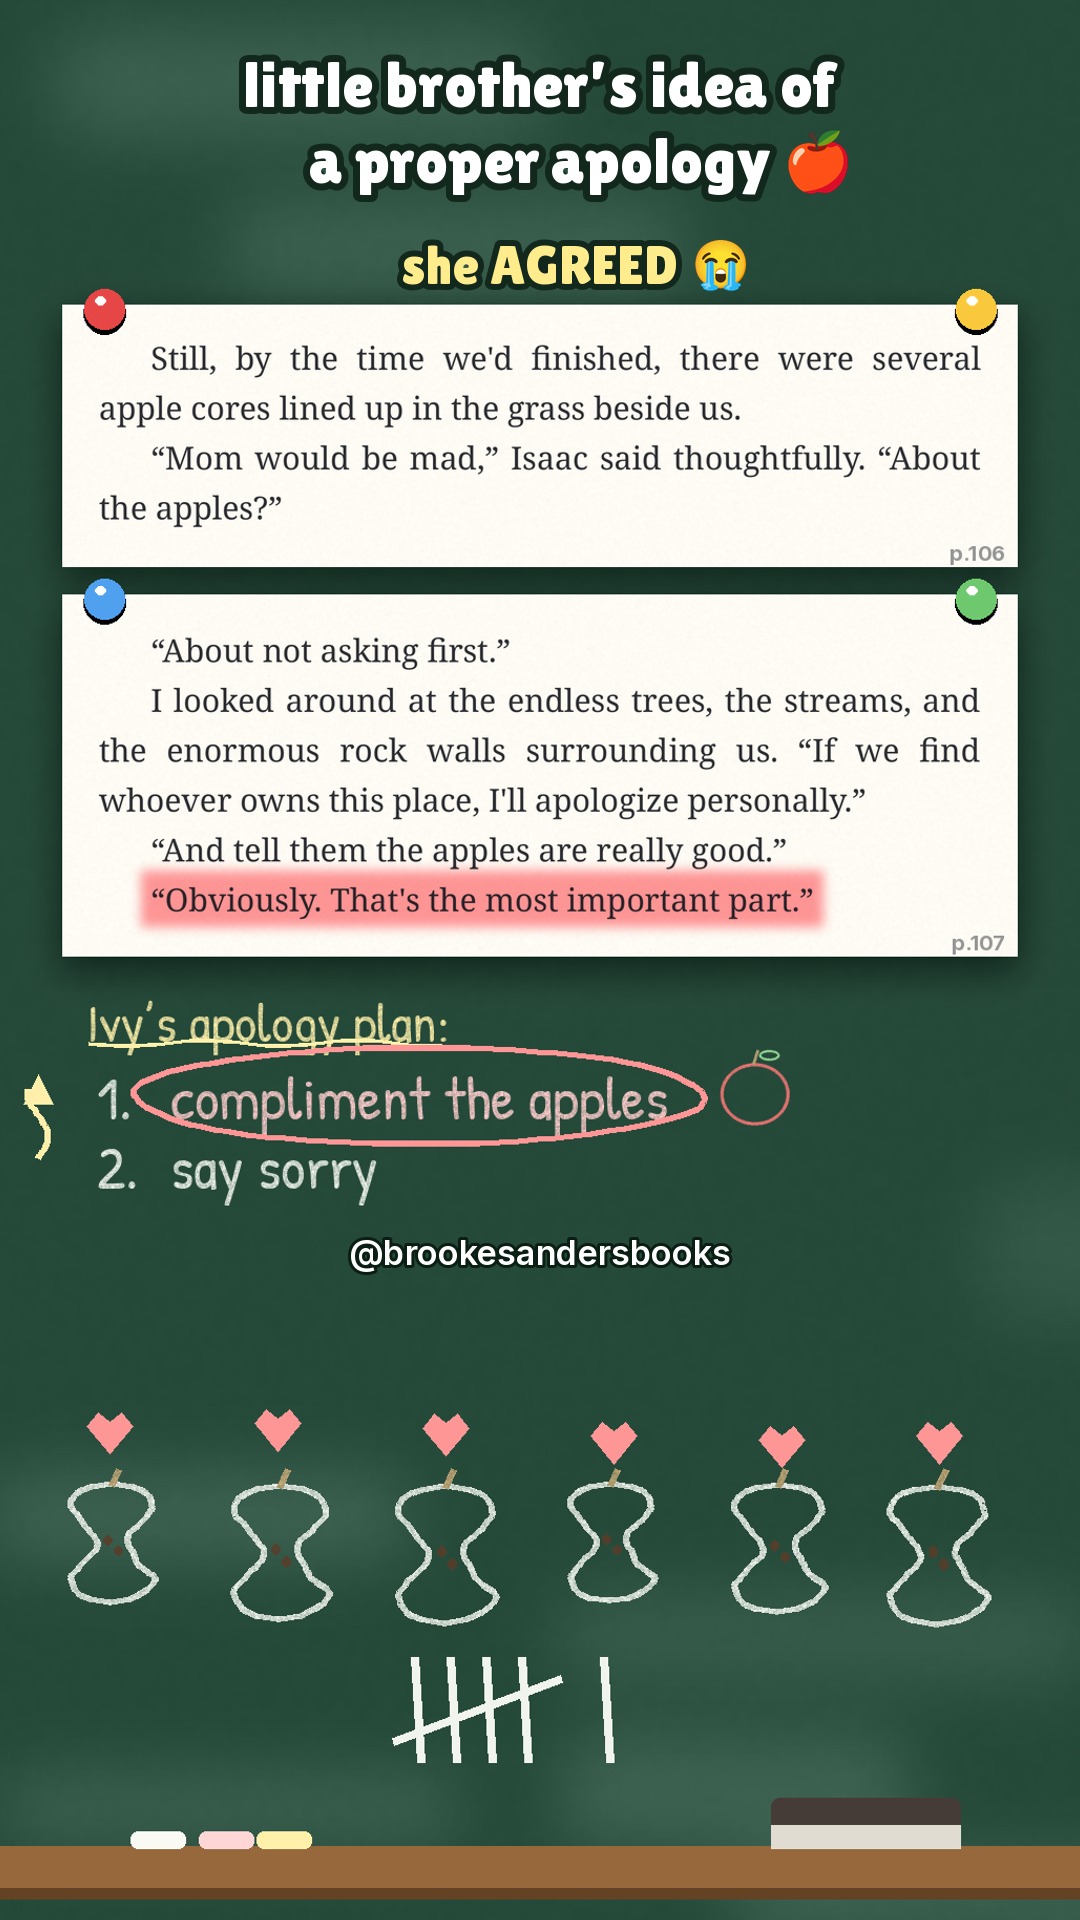 little brother's idea of
a proper apology 🍎
she AGREED 😭
Still, by the time we'd finished, there were several
apple cores lined up in the grass beside us.
“Mom would be mad,” Isaac said thoughtfully. “About
the apples?”
p.106
“About not asking first.”
I looked around at the endless trees, the streams, and
the enormous rock walls surrounding us. “If we find
whoever owns this place, I'll apologize personally.”
“And tell them the apples are really good.”
“Obviously. That's the most important part.”
p.107
Ivy's apology plan:
1. compliment the apples
2. say sorry
@brookesandersbooks